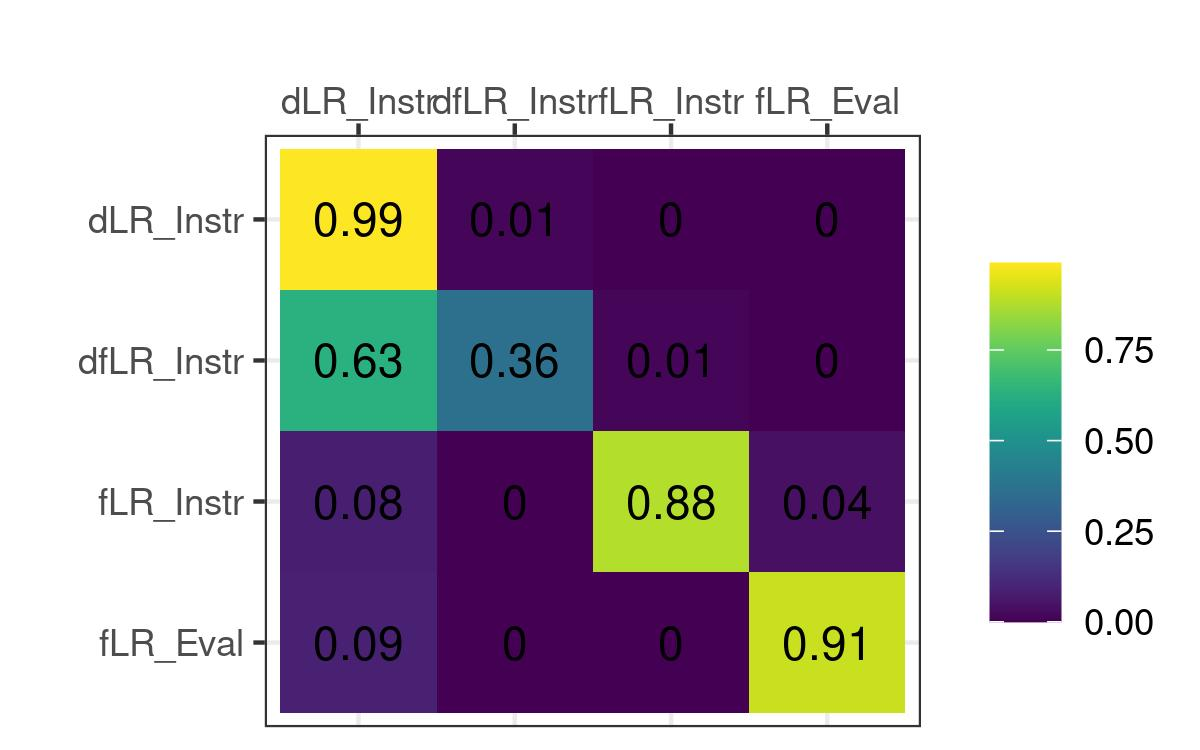 dLR_Instr dfLR_Instr fLR_Instr fLR_Eval
dLR_Instr 0.99 0.01 0 0
dfLR_Instr 0.63 0.36 0.01 0
fLR_Instr 0.08 0 0.88 0.04
fLR_Eval 0.09 0 0 0.91
0.75
0.50
0.25
0.00